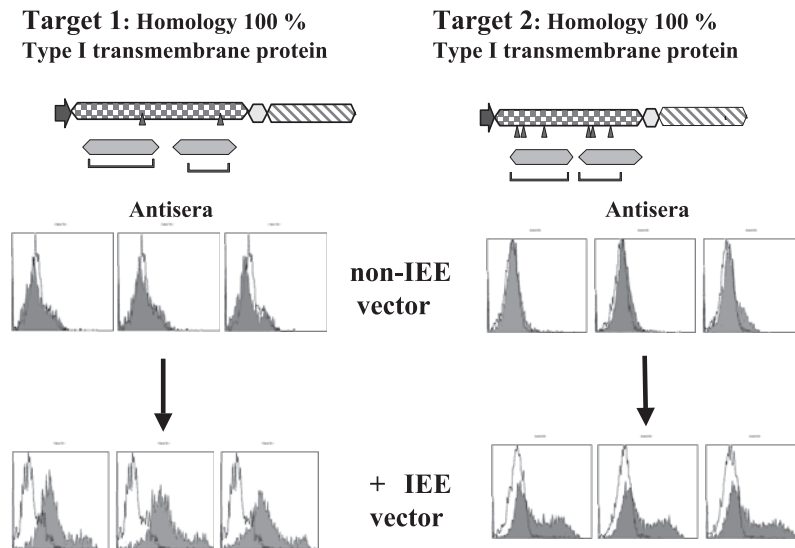 Target 1: Homology 100 %
Type I transmembrane protein
Target 2: Homology 100 %
Type I transmembrane protein
Antisera
Antisera
non-IEE
vector
+ IEE
vector